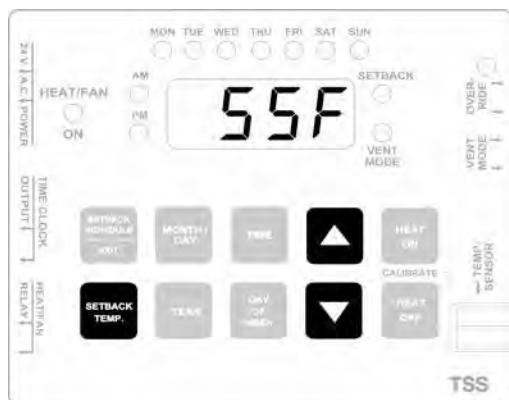 MON TUE WED THU FRI SAT SUN
24 V A.C. POWER
HEAT/FAN
ON
AM
PM
55F
SETBACK
VENT
MODE
OVER-
RIDE
VENT
MODE
TIME CLOCK
OUTPUT
HEAT/FAN
RELAY
SETBACK
SCHEDULE
EXIT
MONTH/
DAY
TIME
HEAT
ON
CALIBRATE
SETBACK
TEMP.
YEAR
DAY
OF
WEEK
HEAT
OFF
TEMP.
SENSOR
TSS